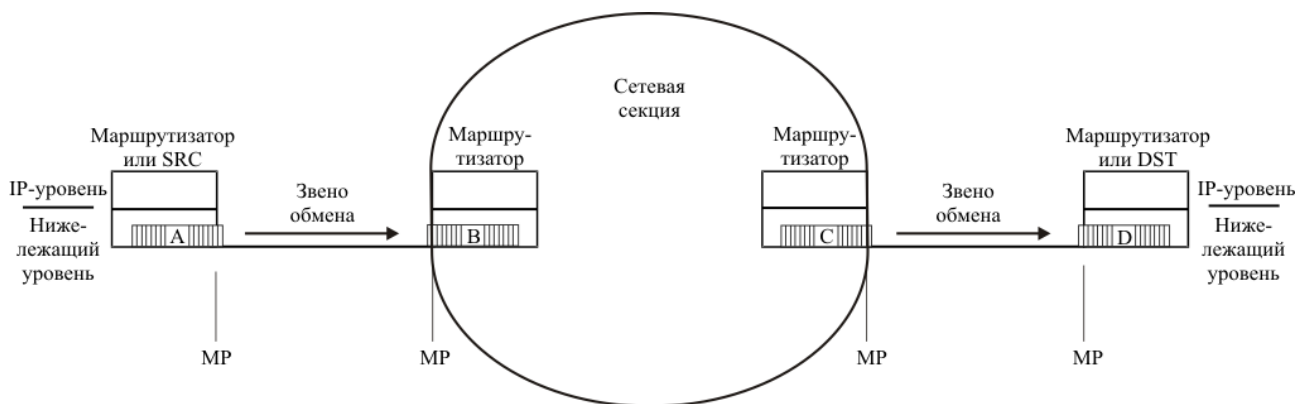 Сетевая
секция
Маршрутизатор
или SRC
Маршру-
тизатор
Маршру-
тизатор
Маршрутизатор
или DST
IP-уровень
Ниже-
лежащий
уровень
Звено
обмена
Звено
обмена
IP-уровень
Ниже-
лежащий
уровень
A
B
C
D
MP
MP
MP
MP